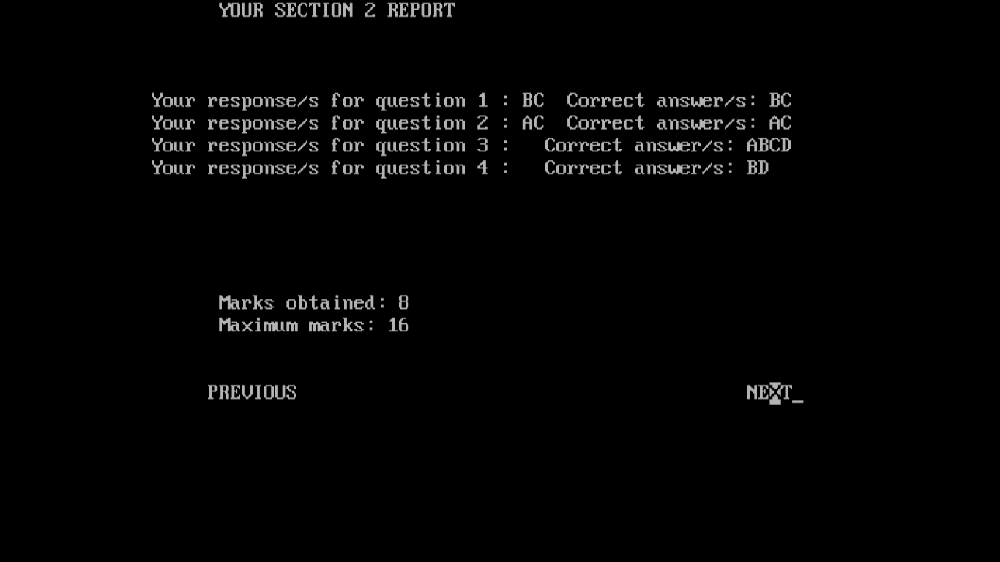 YOUR SECTION 2 REPORT
Your response/s for question 1 : BC  Correct answer/s: BC
Your response/s for question 2 : AC  Correct answer/s: AC
Your response/s for question 3 :   Correct answer/s: ABCD
Your response/s for question 4 :   Correct answer/s: BD
Marks obtained: 8
Maximum marks: 16
PREVIOUS NEXT_